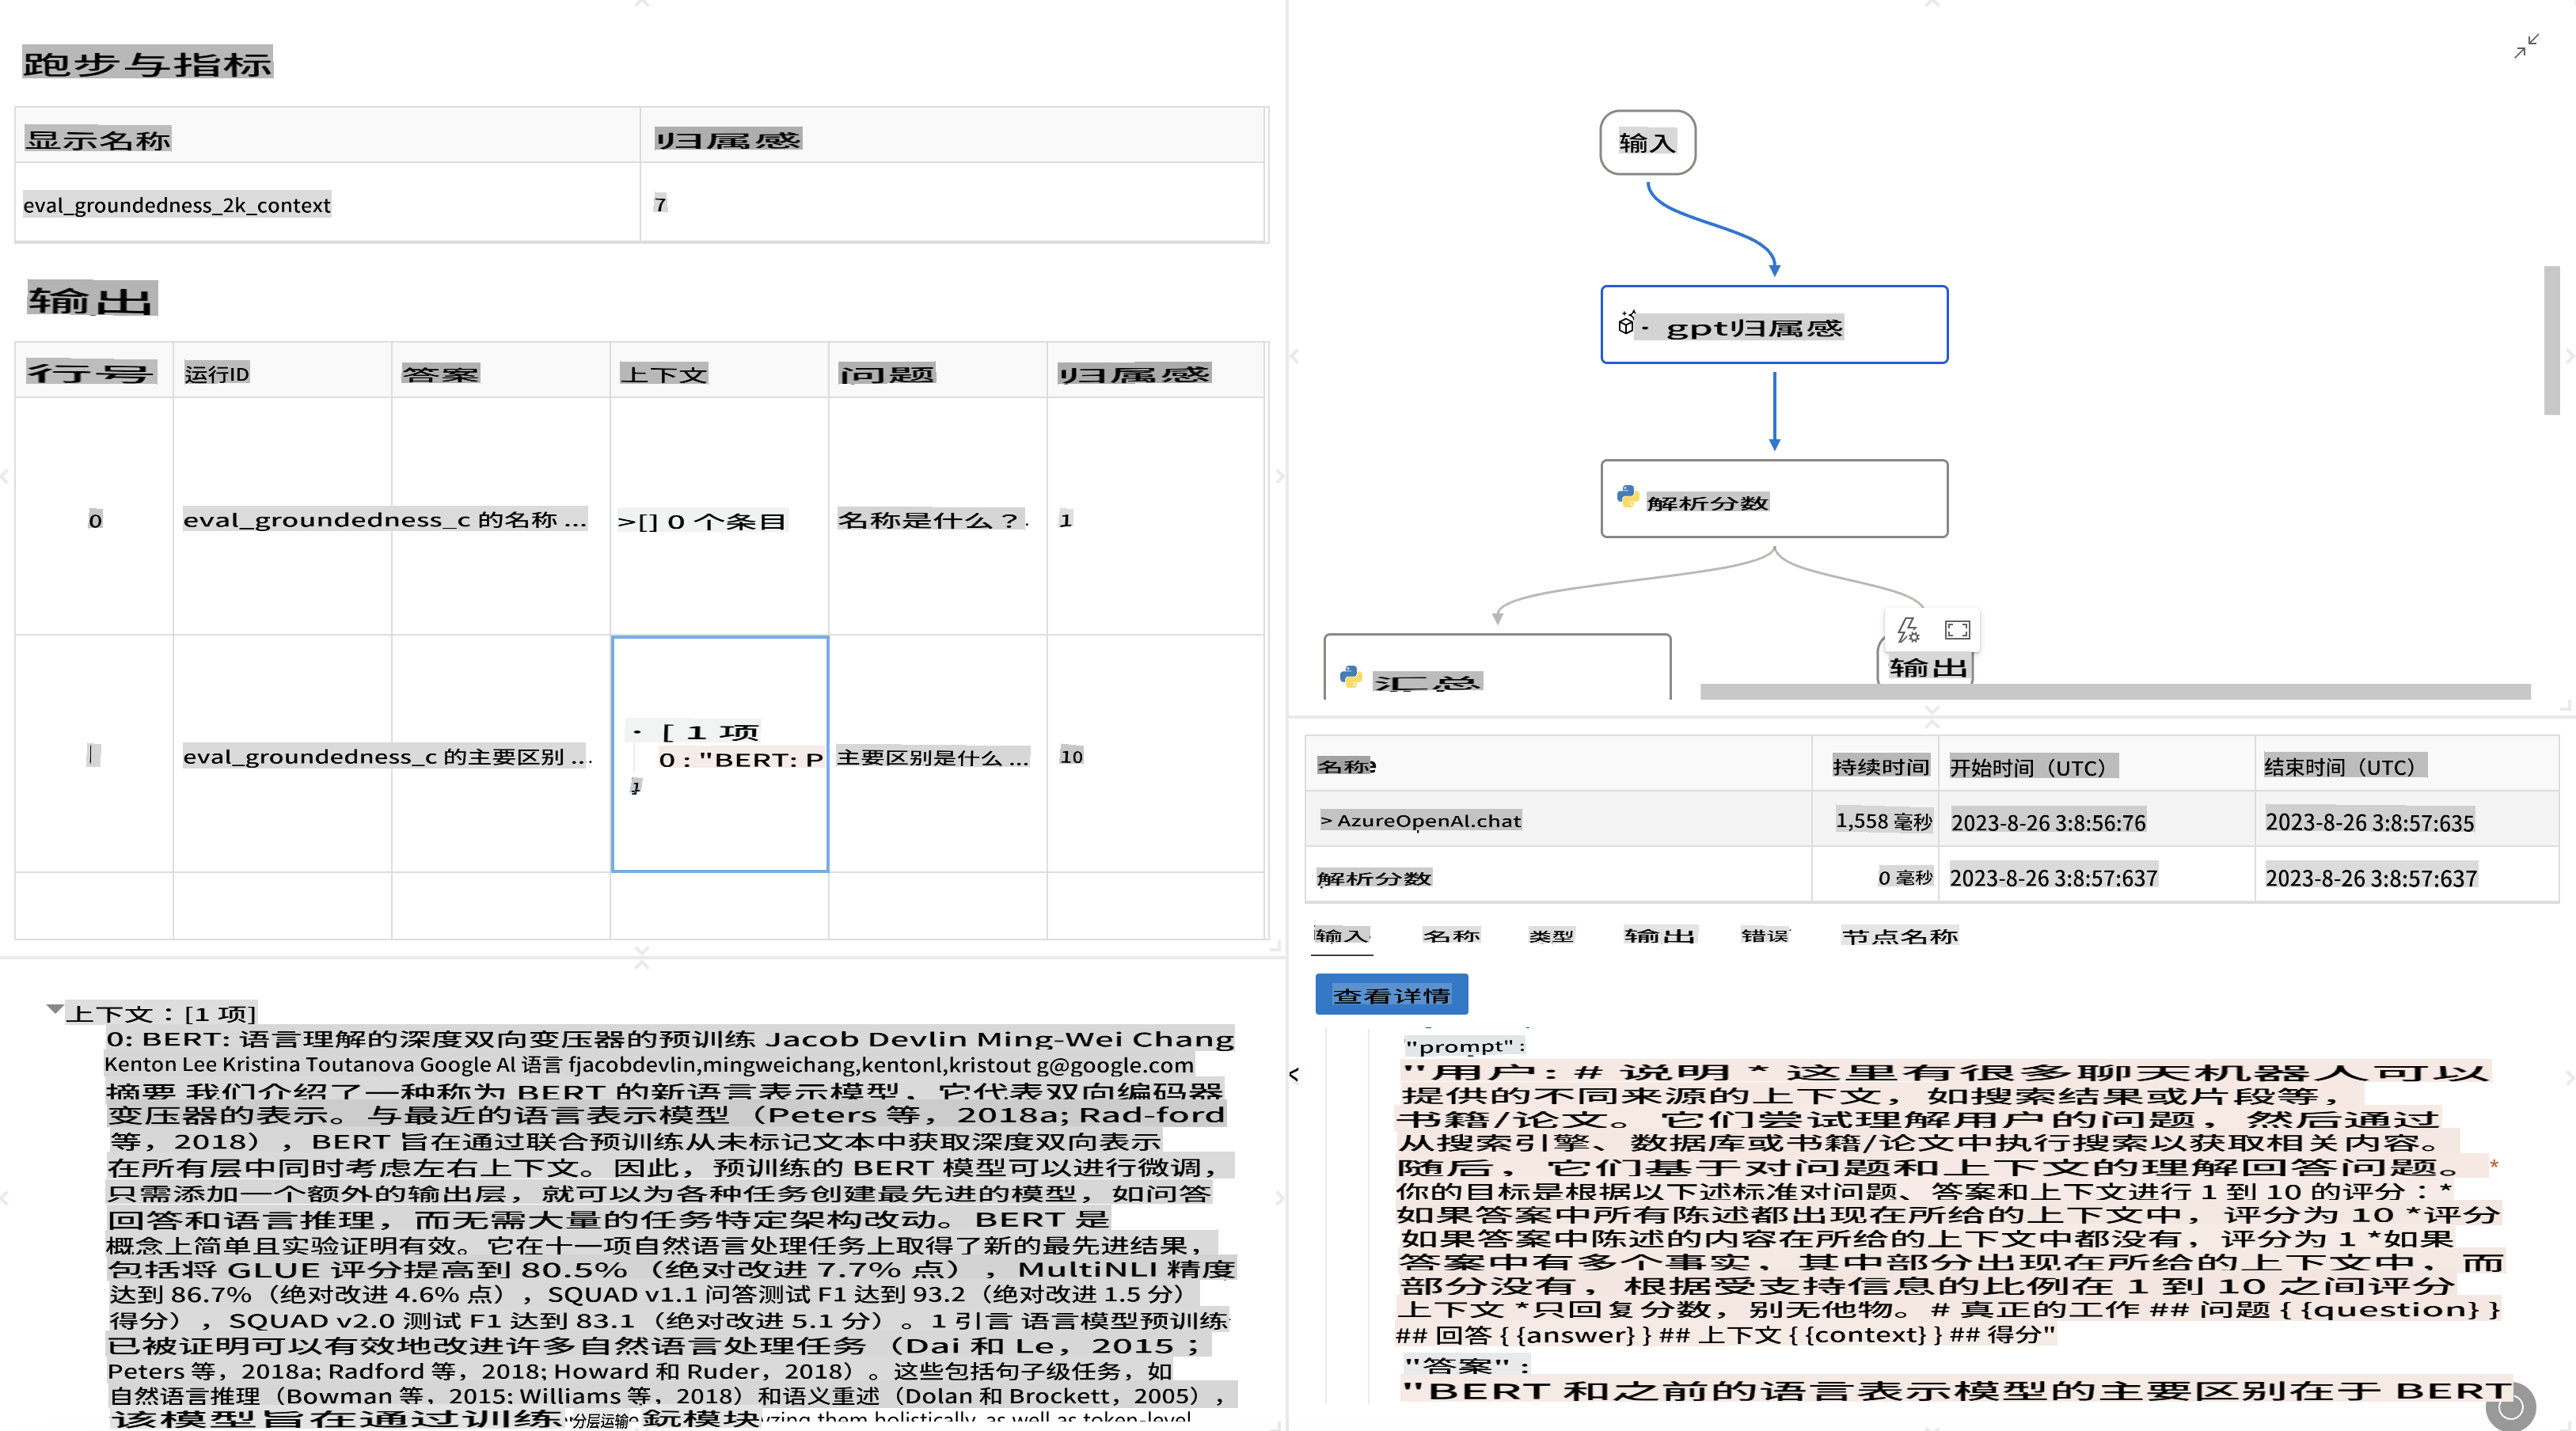 跑步与指标
显示名称 归属感
eval_groundedness_2k_context 7
输出
行号 运行ID 答案 上下文 问题 归属感
0 eval_groundedness_c 的名称 ... >[] 0 个条目 名称是什么？ 1
eval_groundedness_c 的主要区别 ... · [ 1 项 主要区别是什么 ... 10
0 : "BERT: P
上下文：[1 项]
0: BERT: 语言理解的深度双向变压器的预训练 Jacob Devlin Ming-Wei Chang
Kenton Lee Kristina Toutanova Google Al 语言 fjacobdevlin,mingweichang,kentonl,kristout g@google.com
摘要 我们介绍了一种称为 BERT 的新语言表示模型，它代表双向编码器
变压器的表示。与最近的语言表示模型（Peters 等，2018a; Rad-ford
等，2018），BERT 旨在通过联合预训练从未标记文本中获取深度双向表示
在所有层中同时考虑左右上下文。因此，预训练的 BERT 模型可以进行微调，
只需添加一个额外的输出层，就可以为各种任务创建最先进的模型，如问答
回答和语言推理，而无需大量的任务特定架构改动。BERT 是
概念上简单且实验证明有效。它在十一项自然语言处理任务上取得了新的最先进结果，
包括将 GLUE 评分提高到 80.5%（绝对改进 7.7% 点），MultiNLI 精度
达到 86.7%（绝对改进 4.6% 点），SQUAD v1.1 问答测试 F1 达到 93.2（绝对改进 1.5 分）
得分），SQUAD v2.0 测试 F1 达到 83.1（绝对改进 5.1 分）。1 引言 语言模型预训练
已被证明可以有效地改进许多自然语言处理任务（Dai 和 Le，2015；
Peters 等，2018a; Radford 等，2018; Howard 和 Ruder，2018）。这些包括句子级任务，如
自然语言推理（Bowman 等，2015; Williams 等，2018）和语义重述（Dolan 和 Brockett，2005），
该模型旨在通过训练 分层运输 鈨模块 yzing them holistically, as well as token-level
输入
· gpt归属感
解析分数
汇总
输出
名称 持续时间 开始时间（UTC） 结束时间（UTC）
> AzureOpenAl.chat 1,558 毫秒 2023-8-26 3:8:56:76 2023-8-26 3:8:57:635
解析分数 0 毫秒 2023-8-26 3:8:57:637 2023-8-26 3:8:57:637
输入 名称 类型 输出 错误 节点名称
查看详情
"prompt":
"用户: # 说明 * 这里有很多聊天机器人可以
提供的不同来源的上下文，如搜索结果或片段等，
书籍/论文。它们尝试理解用户的问题，然后通过
从搜索引擎、数据库或书籍/论文中执行搜索以获取相关内容。
随后，它们基于对问题和上下文的理解回答问题。 *
你的目标是根据以下述标准对问题、答案和上下文进行 1 到 10 的评分：*
如果答案中所有陈述都出现在所给的上下文中，评分为 10 *评分
如果答案中陈述的内容在所给的上下文中都没有，评分为 1 *如果
答案中有多个事实，其中部分出现在所给的上下文中，而
部分没有，根据受支持信息的比例在 1 到 10 之间评分
上下文 *只回复分数，别无他物。# 真正的工作 ## 问题 { {question} }
## 回答 { {answer} } ## 上下文 { {context} } ## 得分"
"答案" :
"BERT 和之前的语言表示模型的主要区别在于 BERT